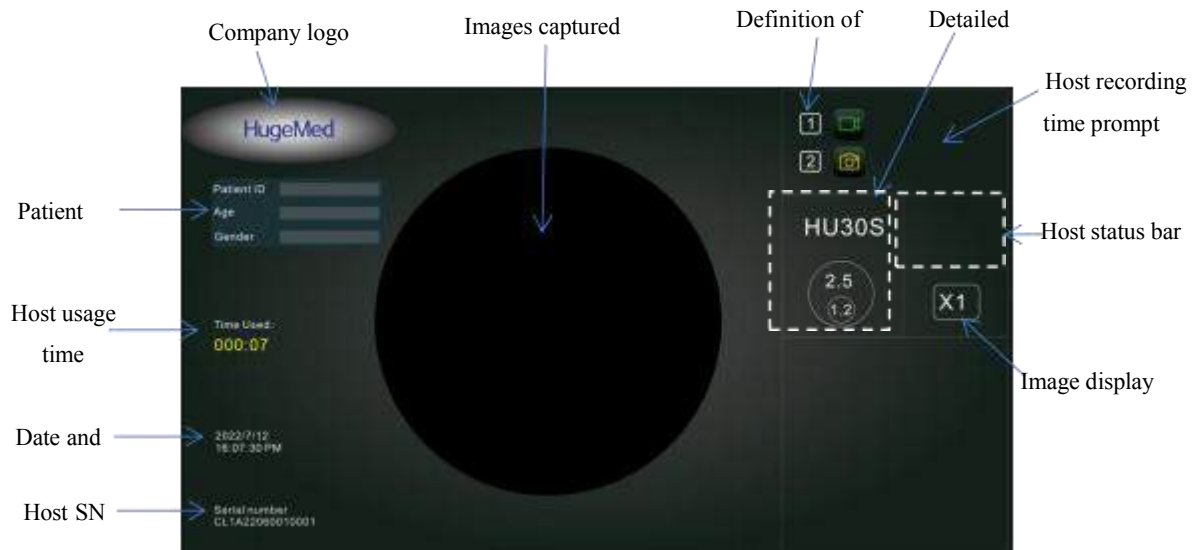 Company logo
Images captured
Definition of
Detailed
Host recording
time prompt
HugeMed
1
2
Patient ID
Age
Gender
Patient
HU30S
Host status bar
2.5
1.2
X1
Host usage
time
Time Used:
000:07
Image display
Date and
2022/7/12
16:07:30 PM
Host SN
Serial number
CL1A22060010001